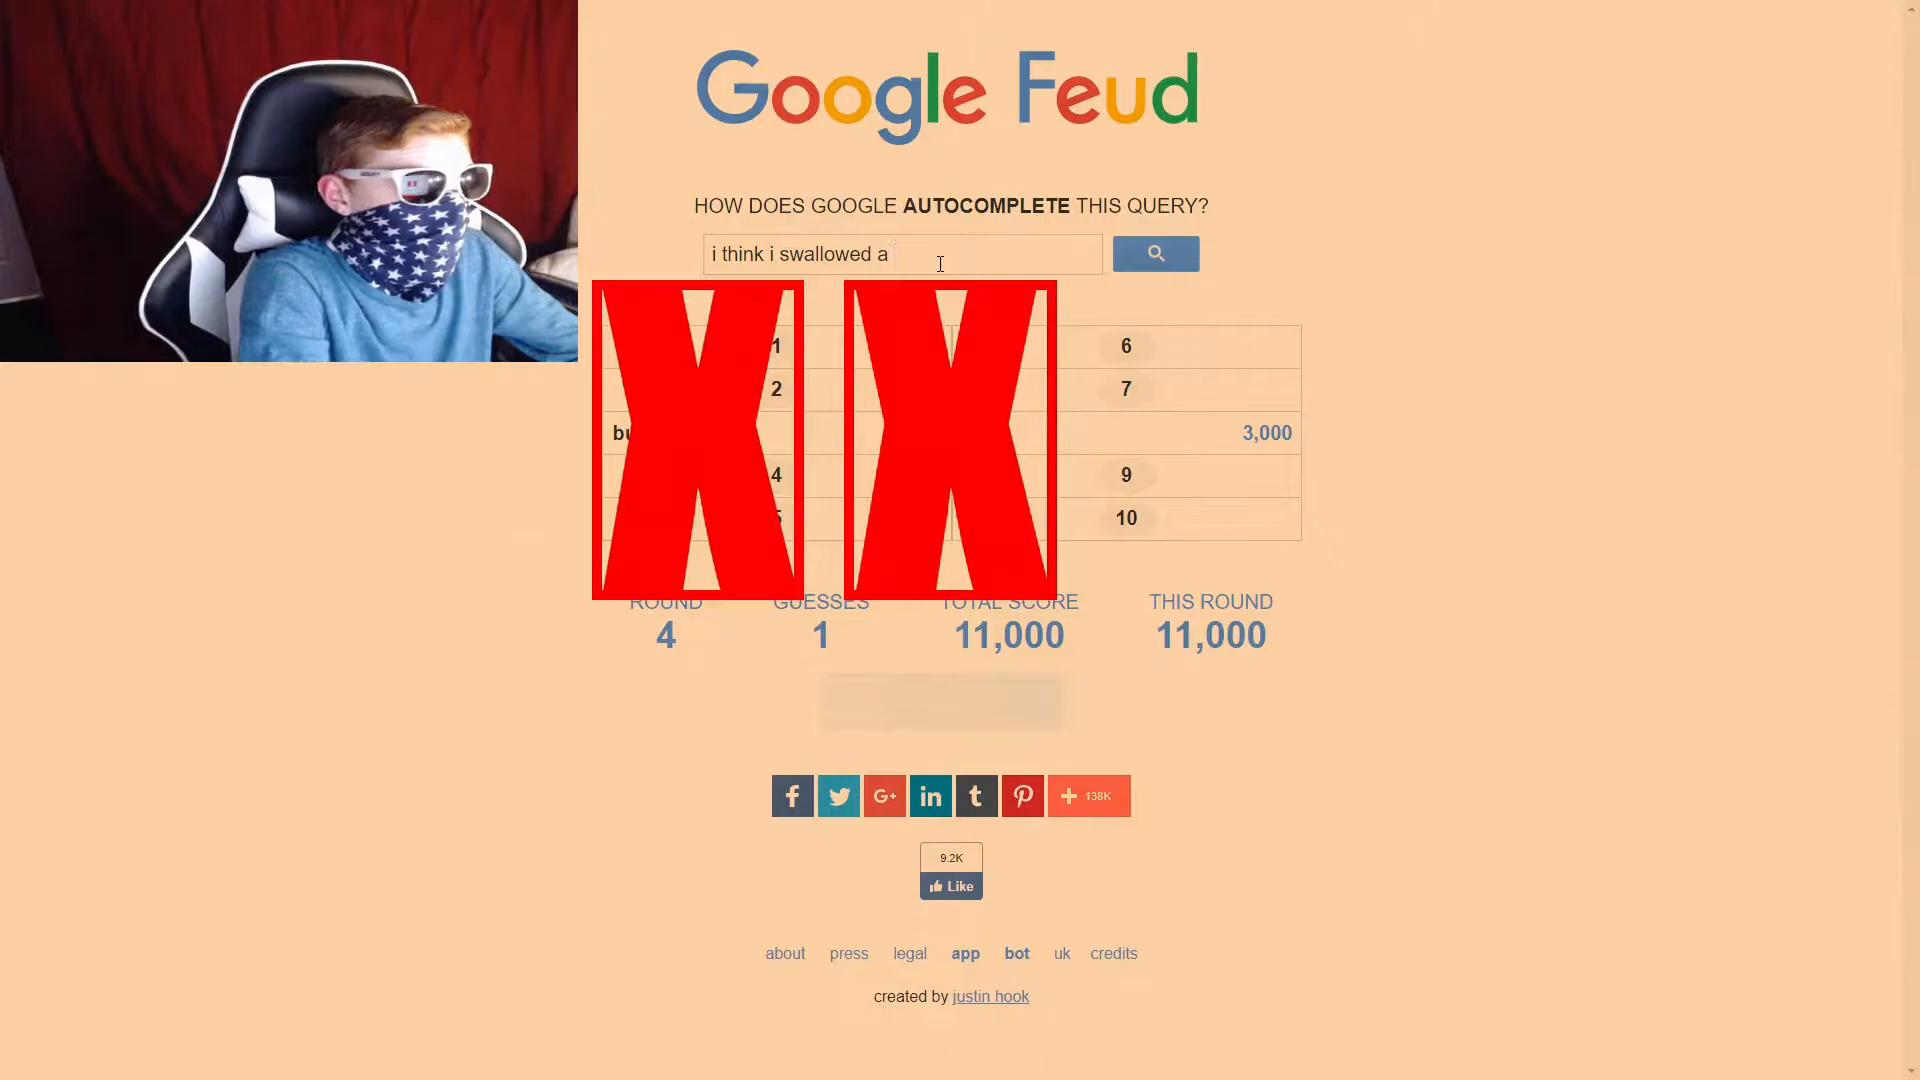 Google Feud
HOW DOES GOOGLE AUTOCOMPLETE THIS QUERY?
i think i swallowed a
X X
1 6
2 7
3,000
4 9
5 10
ROUND GUESSES TOTAL SCORE THIS ROUND
4 1 11,000 11,000
f G+ in t 138K
9.2K
Like
about press legal app bot uk credits
created by justin hook